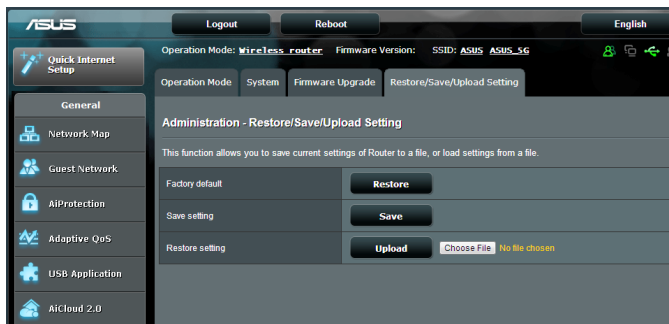 ASUS Logout Reboot English
Quick Internet Setup
Operation Mode: Wireless router Firmware Version: SSID: ASUS ASUS_5G
Operation Mode System Firmware Upgrade Restore/Save/Upload Setting
General
Network Map
Guest Network
AiProtection
Adaptive QoS
USB Application
AiCloud 2.0
Administration - Restore/Save/Upload Setting
This function allows you to save current settings of Router to a file, or load settings from a file.
Factory default Restore
Save setting Save
Restore setting Upload Choose File No file chosen